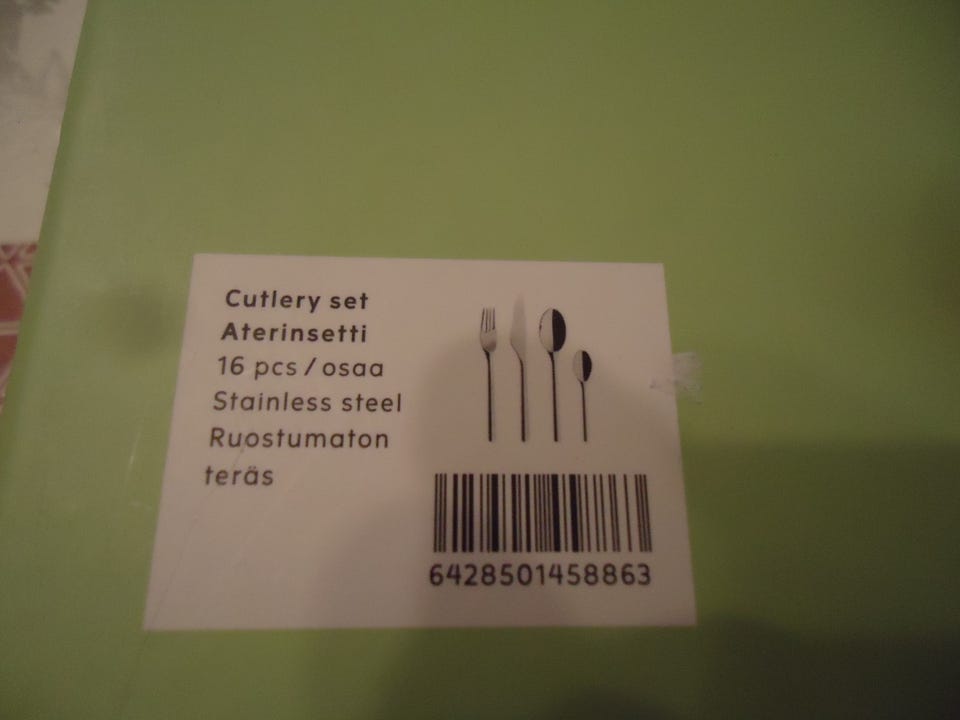 Cutlery set
Aterinsetti
16 pcs / osaa
Stainless steel
Ruostumaton
teräs
6428501458863